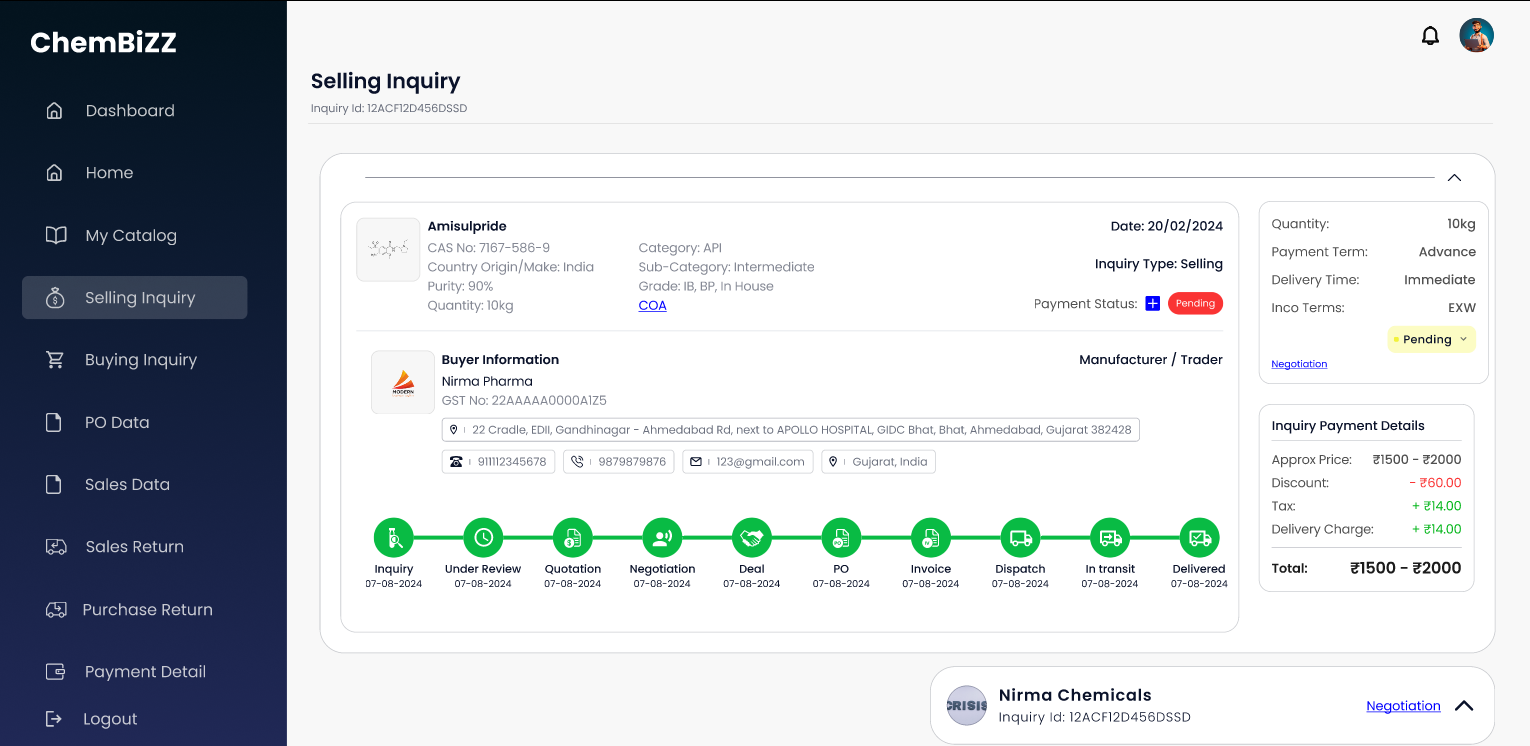 ChemBiZZ
Dashboard
Home
My Catalog
Selling Inquiry
Buying Inquiry
PO Data
Sales Data
Sales Return
Purchase Return
Payment Detail
Logout
Selling Inquiry
Inquiry Id: 12ACF12D456DSSD
Amisulpride
CAS No: 7167-586-9
Country Origin/Make: India
Purity: 90%
Quantity: 10kg
Category: API
Sub-Category: Intermediate
Grade: IB, BP, In House
COA
Date: 20/02/2024
Inquiry Type: Selling
Payment Status: Pending
Buyer Information
Manufacturer / Trader
MODERN
Nirma Pharma
GST No: 22AAAAA0000A1Z5
22 Cradle, EDII, Gandhinagar - Ahmedabad Rd, next to APOLLO HOSPITAL, GIDC Bhat, Bhat, Ahmedabad, Gujarat 382428
911112345678 9879879876 123@gmail.com Gujarat, India
Inquiry Under Review Quotation Negotiation Deal PO Invoice Dispatch In transit Delivered
07-08-2024 07-08-2024 07-08-2024 07-08-2024 07-08-2024 07-08-2024 07-08-2024 07-08-2024 07-08-2024 07-08-2024
Quantity: 10kg
Payment Term: Advance
Delivery Time: Immediate
Inco Terms: EXW
Pending
Negotiation
Inquiry Payment Details
Approx Price: ₹1500 - ₹2000
Discount: - ₹60.00
Tax: + ₹14.00
Delivery Charge: + ₹14.00
Total: ₹1500 - ₹2000
CRISIS
Nirma Chemicals
Inquiry Id: 12ACF12D456DSSD
Negotiation